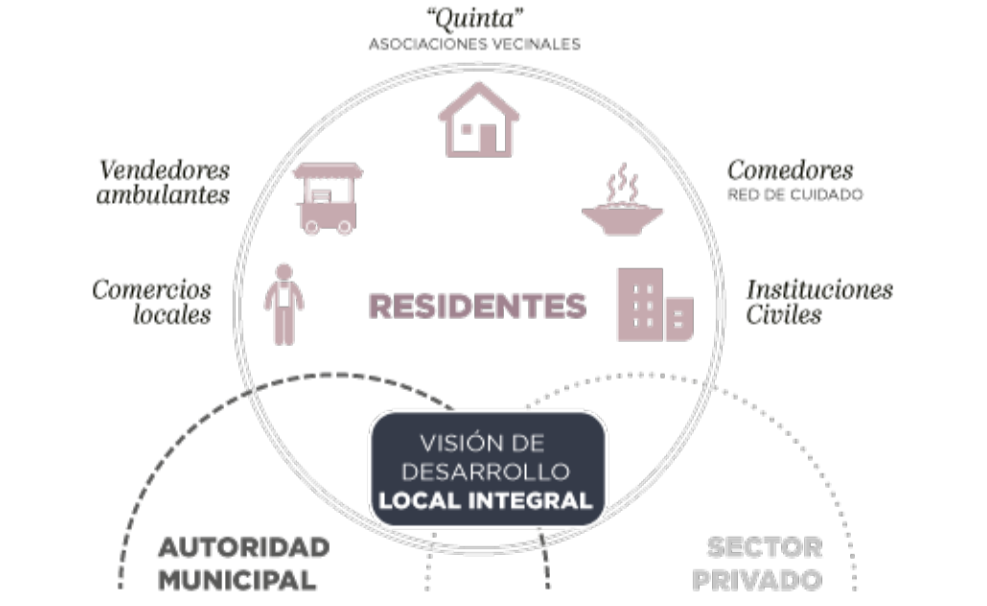 “Quinta”
ASOCIACIONES VECINALES
Vendedores
ambulantes
Comedores
RED DE CUIDADO
Comercios
locales
RESIDENTES
Instituciones
Civiles
VISIÓN DE
DESARROLLO
LOCAL INTEGRAL
AUTORIDAD
MUNICIPAL
SECTOR
PRIVADO